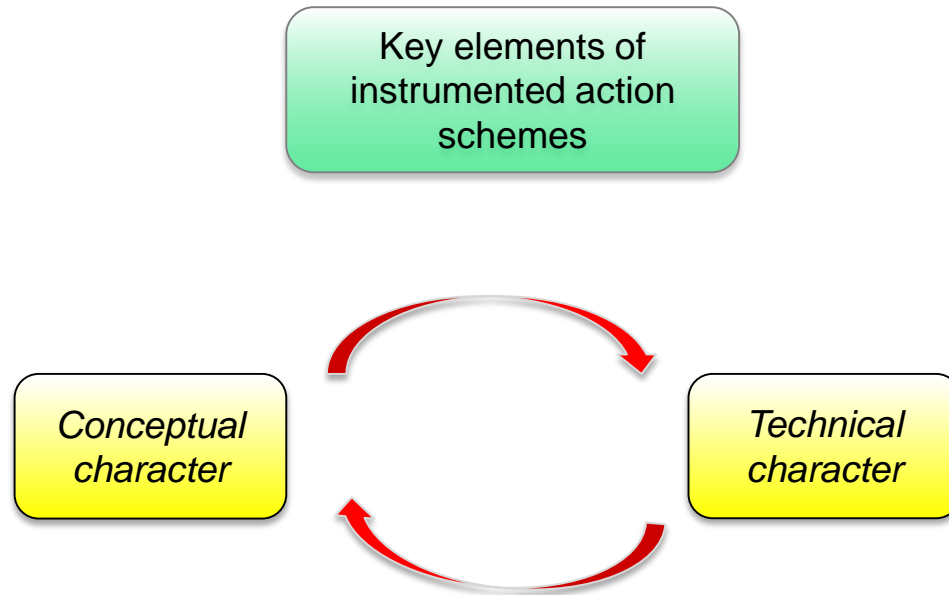 Key elements of
instrumented action
schemes
Conceptual
character
Technical
character